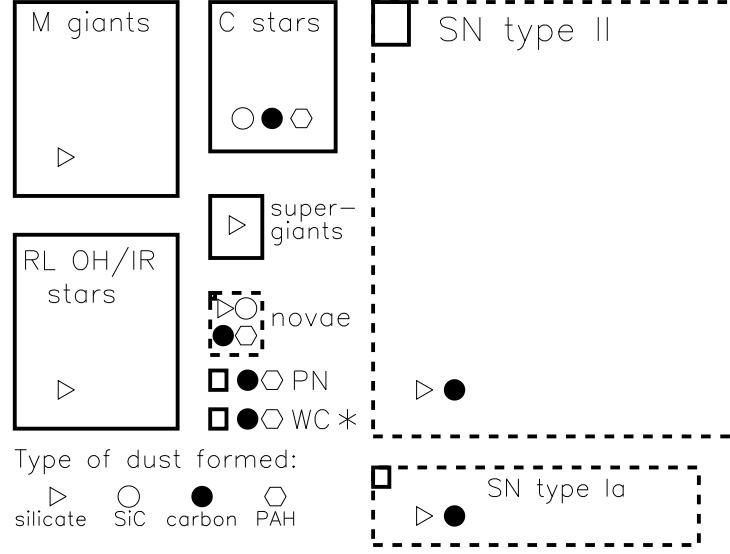 M giants
C stars
SN type II
super-
giants
RL OH/IR
stars
novae
PN
WC *
Type of dust formed:
silicate SiC carbon PAH
SN type Ia